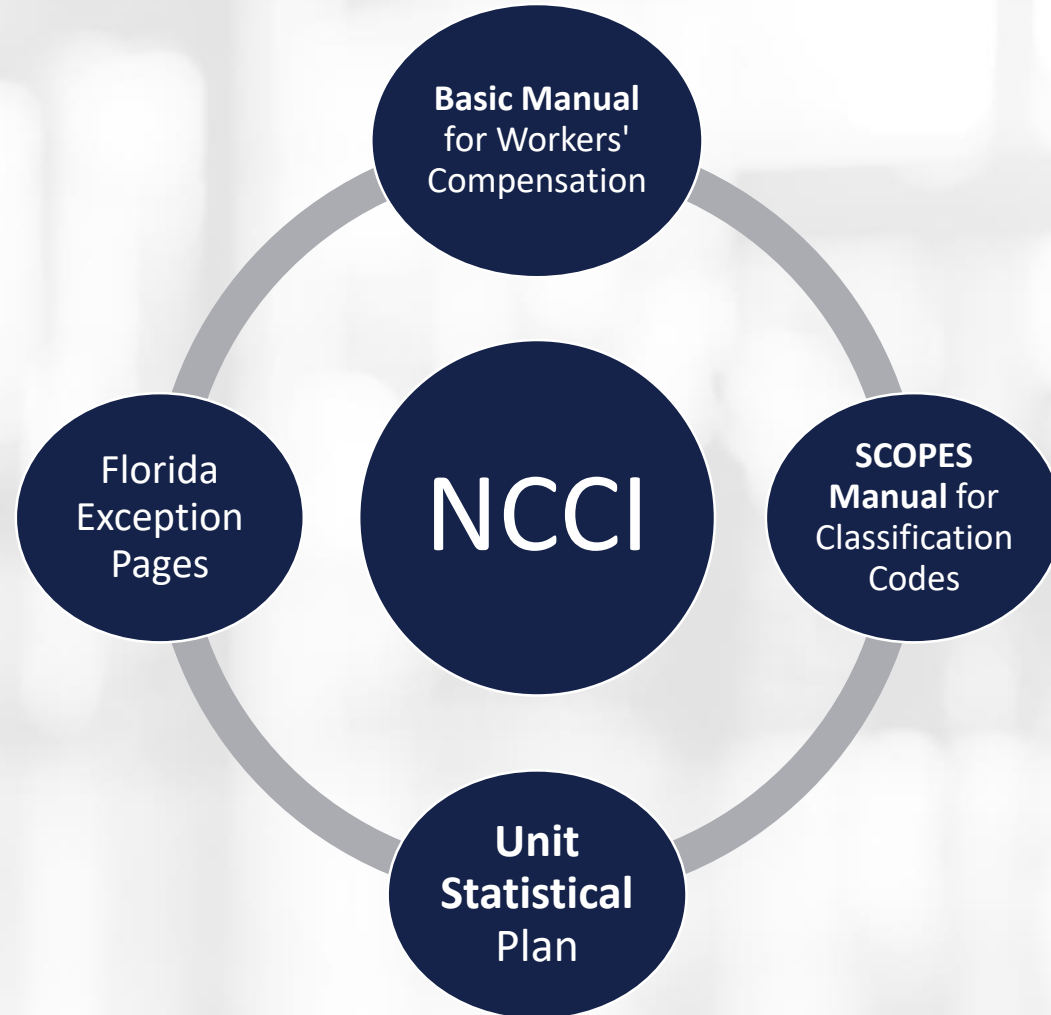 Basic Manual
for Workers'
Compensation
Florida
Exception
Pages
NCCI
SCOPES
Manual for
Classification
Codes
Unit
Statistical
Plan